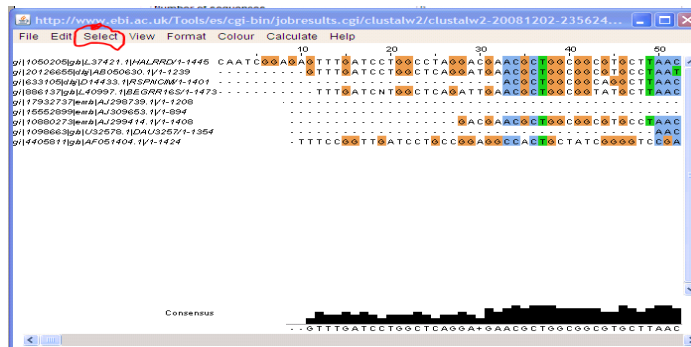 http://www.ebi.ac.uk/Tools/es/cgi-bin/jobresults.cgi/clustalw2/clustalw2-20081202-235624...
File Edit Select View Format Colour Calculate Help
10 20 30 40 50
gi|1050205|gb|L37421.1|HALRRD/1-1445 CAATCGGAGAGTTTGATCCTGGCCTAGGACGAACGCTGGCGGCGTGCTTAAC
gi|20126655|dbj|AB050630.1|/1-1239 GTTTGATCCTGGCTCAGGATGAACGCTGGCGGCGTGCCTAAT
gi|633105|dbj|D14433.1|RSPNGIW/1-1401 ACGCTGGCGGCAGGCTTAAC
gi|886137|gb|L40997.1|BEGRR16S/1-1473 TTTGATCNTGGCTCAGATTGAACGCTGGCGGTATGCTTAAC
gi|17932737|emb|AJ298739.1|/1-1208
gi|15552899|emb|AJ309653.1|/1-894
gi|10880273|emb|AJ299414.1|/1-1408 GACGAACGCTGGCGGCGTGCCTAAC
gi|1098663|gb|U32578.1|DAU3257/1-1354 AAC
gi|4405811|gb|AF051404.1|/1-1424 -TTTCCGGTTGATCCTGCCGGAGGCCACTGCTATCGGGGTCCGA
Consensus
--GTTTGATCCTGGCTCAGGA+GAACGCTGGCGGCGTGCTTAAC